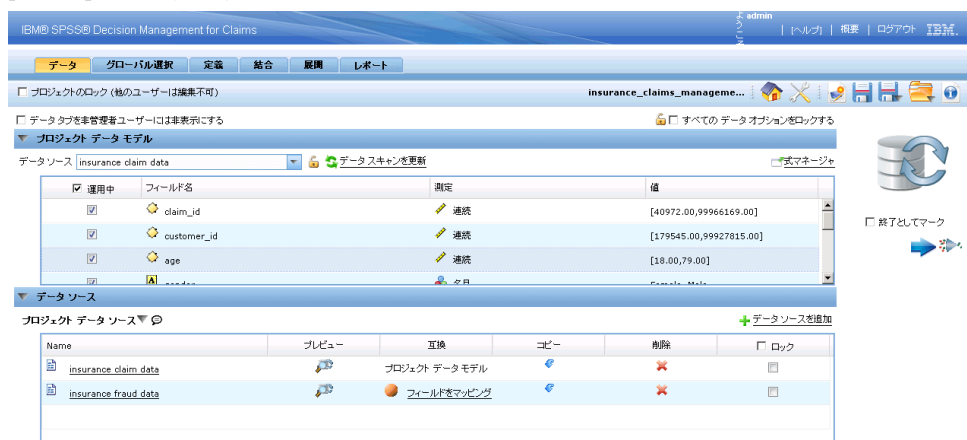 IBM® SPSS® Decision Management for Claims
admin
[ヘルプ] | 概要 | ログアウト IBM.
データ グローバル選択 定義 結合 展開 レポート
プロジェクトのロック (他のユーザーは編集不可)
insurance_claims_manageme...
データ タブを非管理者ユーザーには非表示にする
すべての データ オプションをロックする
プロジェクト データ モデル
データ ソース insurance claim data データ スキャンを更新 式マネージャ
運用中 フィールド名 測定 値
claim_id 連続 [40972.00,99966169.00]
customer_id 連続 [179545.00,99927815.00]
age 連続 [18.00,79.00]
gender 名目 Female, Male
終了としてマーク
データ ソース
プロジェクト データ ソース
データ ソースを追加
Name プレビュー 互換 コピー 削除 ロック
insurance claim data プロジェクト データ モデル
insurance fraud data フィールドをマッピング